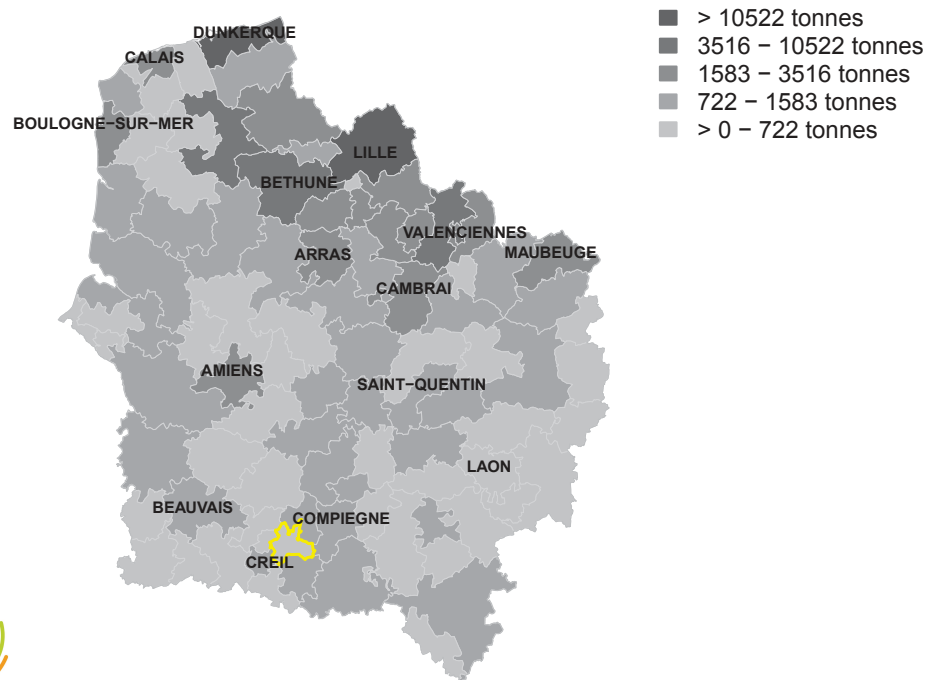 > 10522 tonnes
3516 − 10522 tonnes
1583 − 3516 tonnes
722 − 1583 tonnes
> 0 − 722 tonnes
DUNKERQUE
CALAIS
BOULOGNE−SUR−MER
LILLE
BETHUNE
VALENCIENNES
ARRAS
MAUBEUGE
CAMBRAI
AMIENS
SAINT−QUENTIN
LAON
BEAUVAIS
COMPIEGNE
CREIL